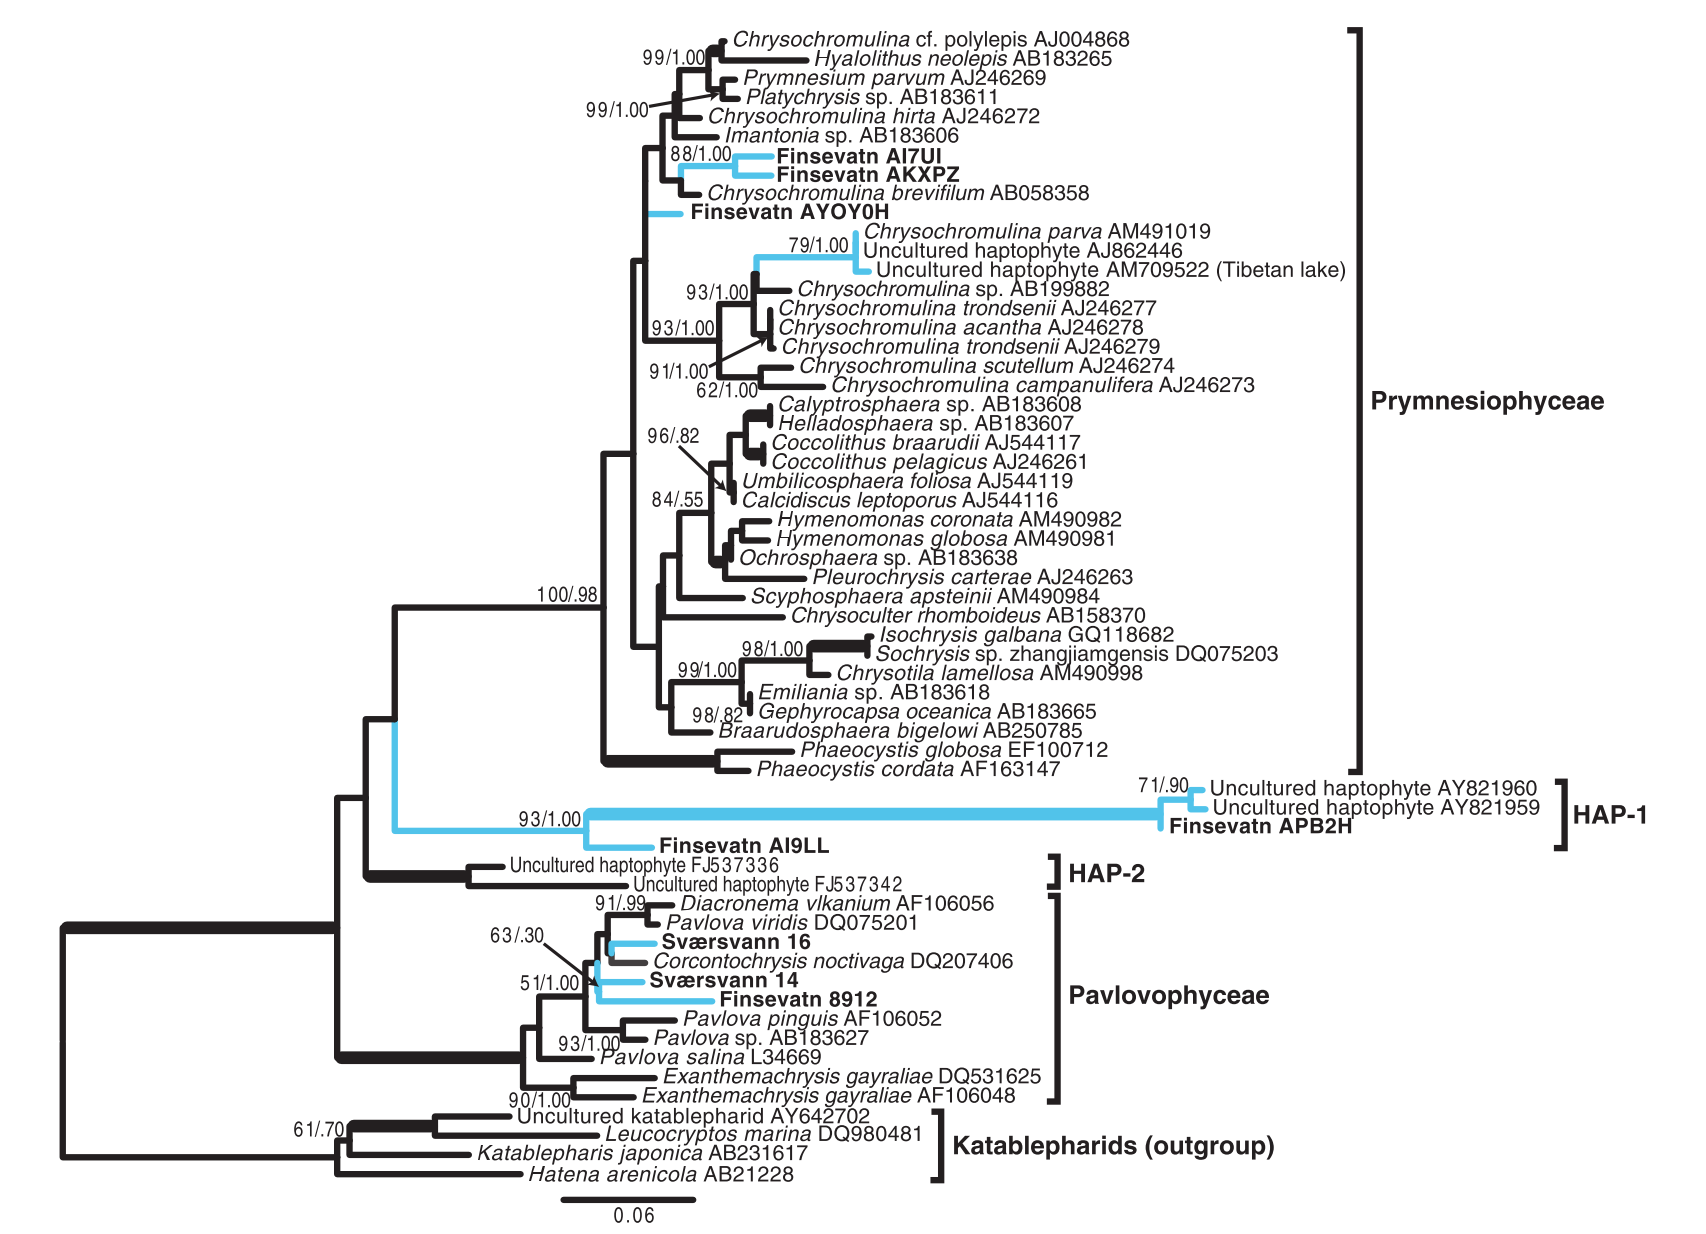 Chrysochromulina cf. polylepis AJ004868
99/1.00
Hyalolithus neolepis AB183265
Prymnesium parvum AJ246269
Platychrysis sp. AB183611
99/1.00
Chrysochromulina hirta AJ246272
Imantonia sp. AB183606
88/1.00
Finsevatn AI7UI
Finsevatn AKXPZ
Chrysochromulina brevifilum AB058358
Finsevatn AYOY0H
Chrysochromulina parva AM491019
79/1.00
Uncultured haptophyte AJ862446
Uncultured haptophyte AM709522 (Tibetan lake)
93/1.00
Chrysochromulina sp. AB199882
Chrysochromulina trondsenii AJ246277
93/1.00
Chrysochromulina acantha AJ246278
Chrysochromulina trondsenii AJ246279
91/1.00
Chrysochromulina scutellum AJ246274
62/1.00
Chrysochromulina campanulifera AJ246273
Prymnesiophyceae
Calyptrosphaera sp. AB183608
Helladosphaera sp. AB183607
96/.82
Coccolithus braarudii AJ544117
Coccolithus pelagicus AJ246261
Umbilicosphaera foliosa AJ544119
84/.55
Calcidiscus leptoporus AJ544116
Hymenomonas coronata AM490982
Hymenomonas globosa AM490981
Ochrosphaera sp. AB183638
Pleurochrysis carterae AJ246263
100/.98
Scyphosphaera apsteinii AM490984
Chrysoculter rhomboideus AB158370
Isochrysis galbana GQ118682
98/1.00
Sochrysis sp. zhangjiamgensis DQ075203
99/1.00
Chrysotila lamellosa AM490998
Emiliania sp. AB183618
98/.82
Gephyrocapsa oceanica AB183665
Braarudosphaera bigelowi AB250785
Phaeocystis globosa EF100712
Phaeocystis cordata AF163147
71/.90
Uncultured haptophyte AY821960
Uncultured haptophyte AY821959
HAP-1
93/1.00
Finsevatn APB2H
Finsevatn AI9LL
Uncultured haptophyte FJ537336
HAP-2
Uncultured haptophyte FJ537342
91/.99
Diacronema vlkanium AF106056
Pavlova viridis DQ075201
63/.30
Sværsvann 16
Corcontochrysis noctivaga DQ207406
51/1.00
Sværsvann 14
Finsevatn 8912
Pavlovophyceae
Pavlova pinguis AF106052
93/1.00
Pavlova sp. AB183627
Pavlova salina L34669
Exanthemachrysis gayraliae DQ531625
90/1.00
Exanthemachrysis gayraliae AF106048
Uncultured katablepharid AY642702
61/.70
Leucocryptos marina DQ980481
Katablepharids (outgroup)
Katablepharis japonica AB231617
Hatena arenicola AB21228
0.06